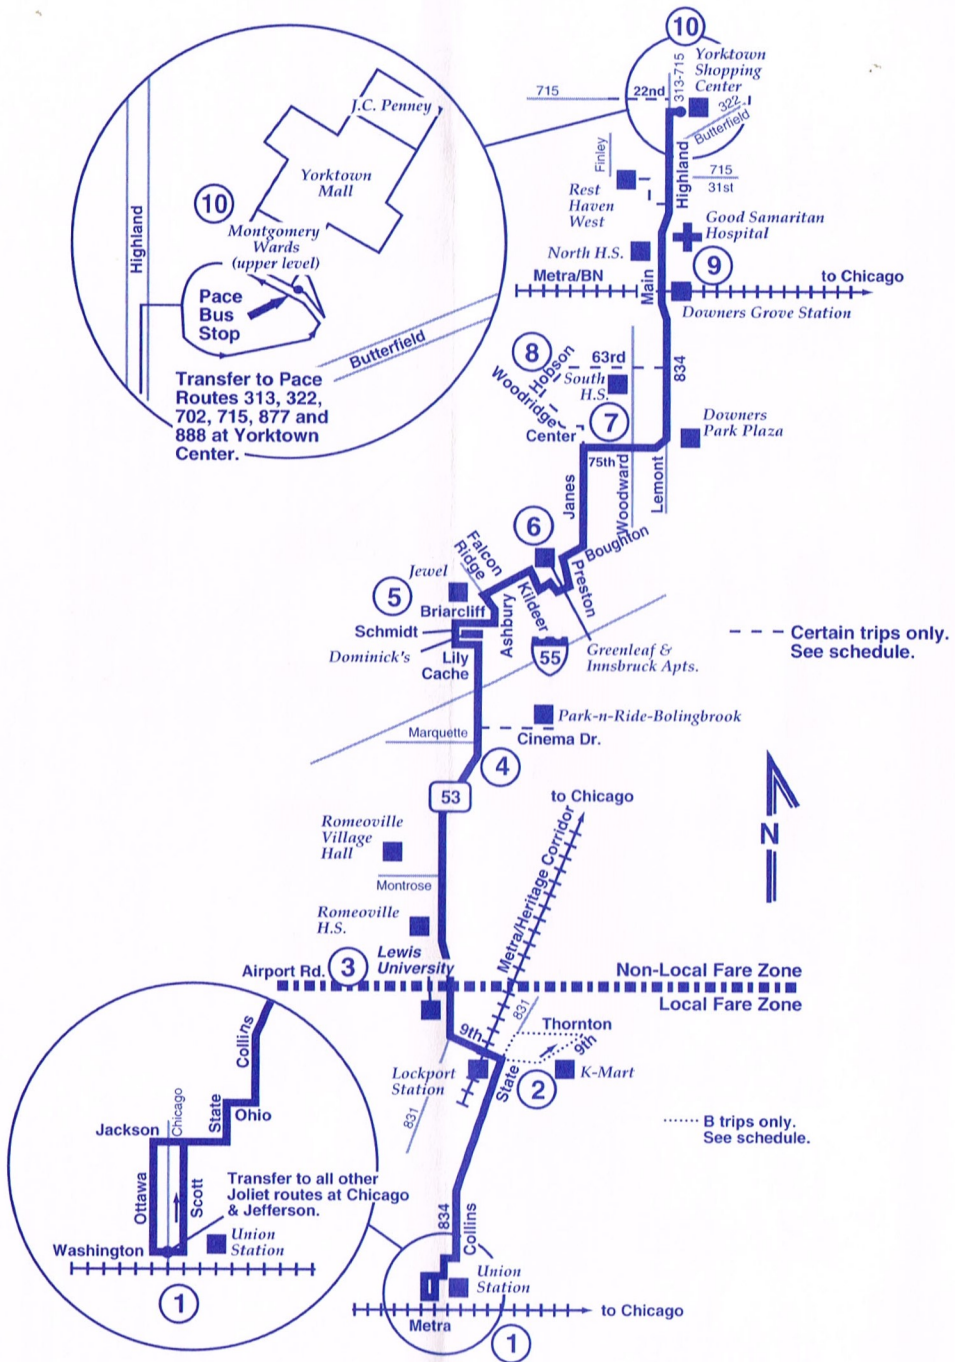 10
Yorktown
Shopping
Center
313-715
715
22nd
322
Butterfield
J.C. Penney
Yorktown
Mall
10
Montgomery
Wards
(upper level)
Highland
Pace
Bus
Stop
Butterfield
Transfer to Pace
Routes 313, 322,
702, 715, 877 and
888 at Yorktown
Center.
Finley
Rest
Haven
West
Highland
715
31st
Good Samaritan
Hospital
North H.S.
9
Metra/BN
Main
to Chicago
Downers Grove Station
8
Hobson
63rd
834
Woodridge
Center
South
H.S.
7
Downers
Park Plaza
75th
Janes
Woodward
Lemont
6
Boughton
Falcon
Ridge
Preston
Kildeer
Jewel
5
Briarcliff
Ashbury
Schmidt
Dominick's
Lily
Cache
55
Greenleaf &
Innsbruck Apts.
Certain trips only.
See schedule.
Park-n-Ride-Bolingbrook
Marquette
Cinema Dr.
4
53
to Chicago
Romeoville
Village
Hall
Metra/Heritage Corridor
N
Montrose
Romeoville
H.S.
Lewis
University
Airport Rd.
3
Non-Local Fare Zone
Local Fare Zone
831
9th
Thornton
9th
Lockport
Station
State
2
K-Mart
831
B trips only.
See schedule.
Collins
State
Ohio
Chicago
Jackson
Ottawa
Scott
Transfer to all other
Joliet routes at Chicago
& Jefferson.
Washington
Union
Station
1
834
Collins
Union
Station
Metra
to Chicago
1